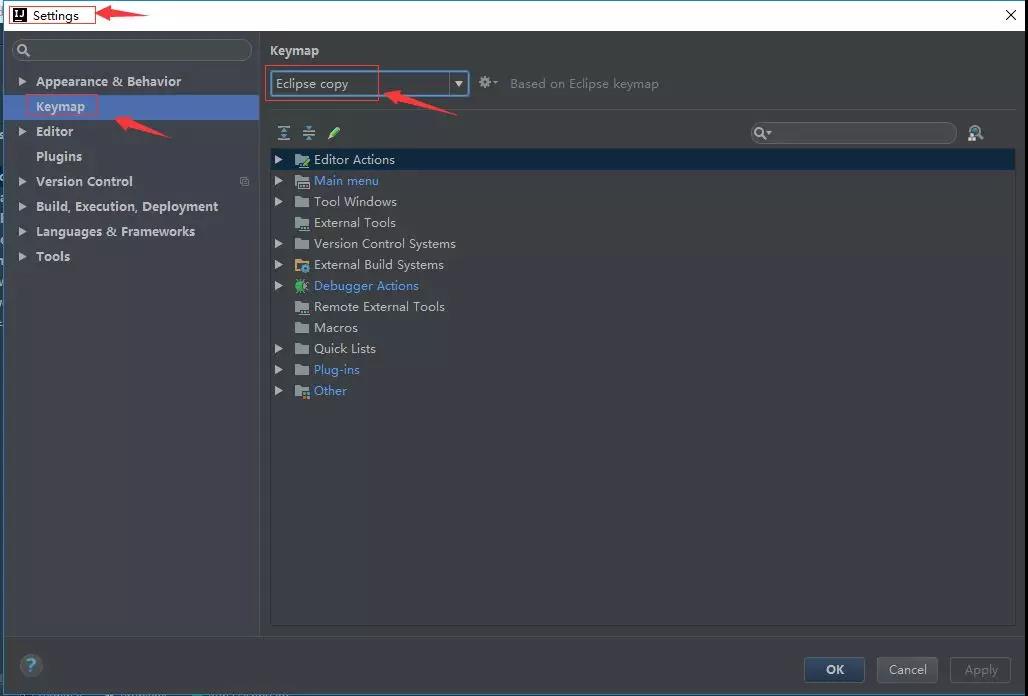 Settings
Keymap
Appearance & Behavior
Keymap
Editor
Plugins
Version Control
Build, Execution, Deployment
Languages & Frameworks
Tools
Eclipse copy
Based on Eclipse keymap
Editor Actions
Main menu
Tool Windows
External Tools
Version Control Systems
External Build Systems
Debugger Actions
Remote External Tools
Macros
Quick Lists
Plug-ins
Other
?
OK
Cancel
Apply